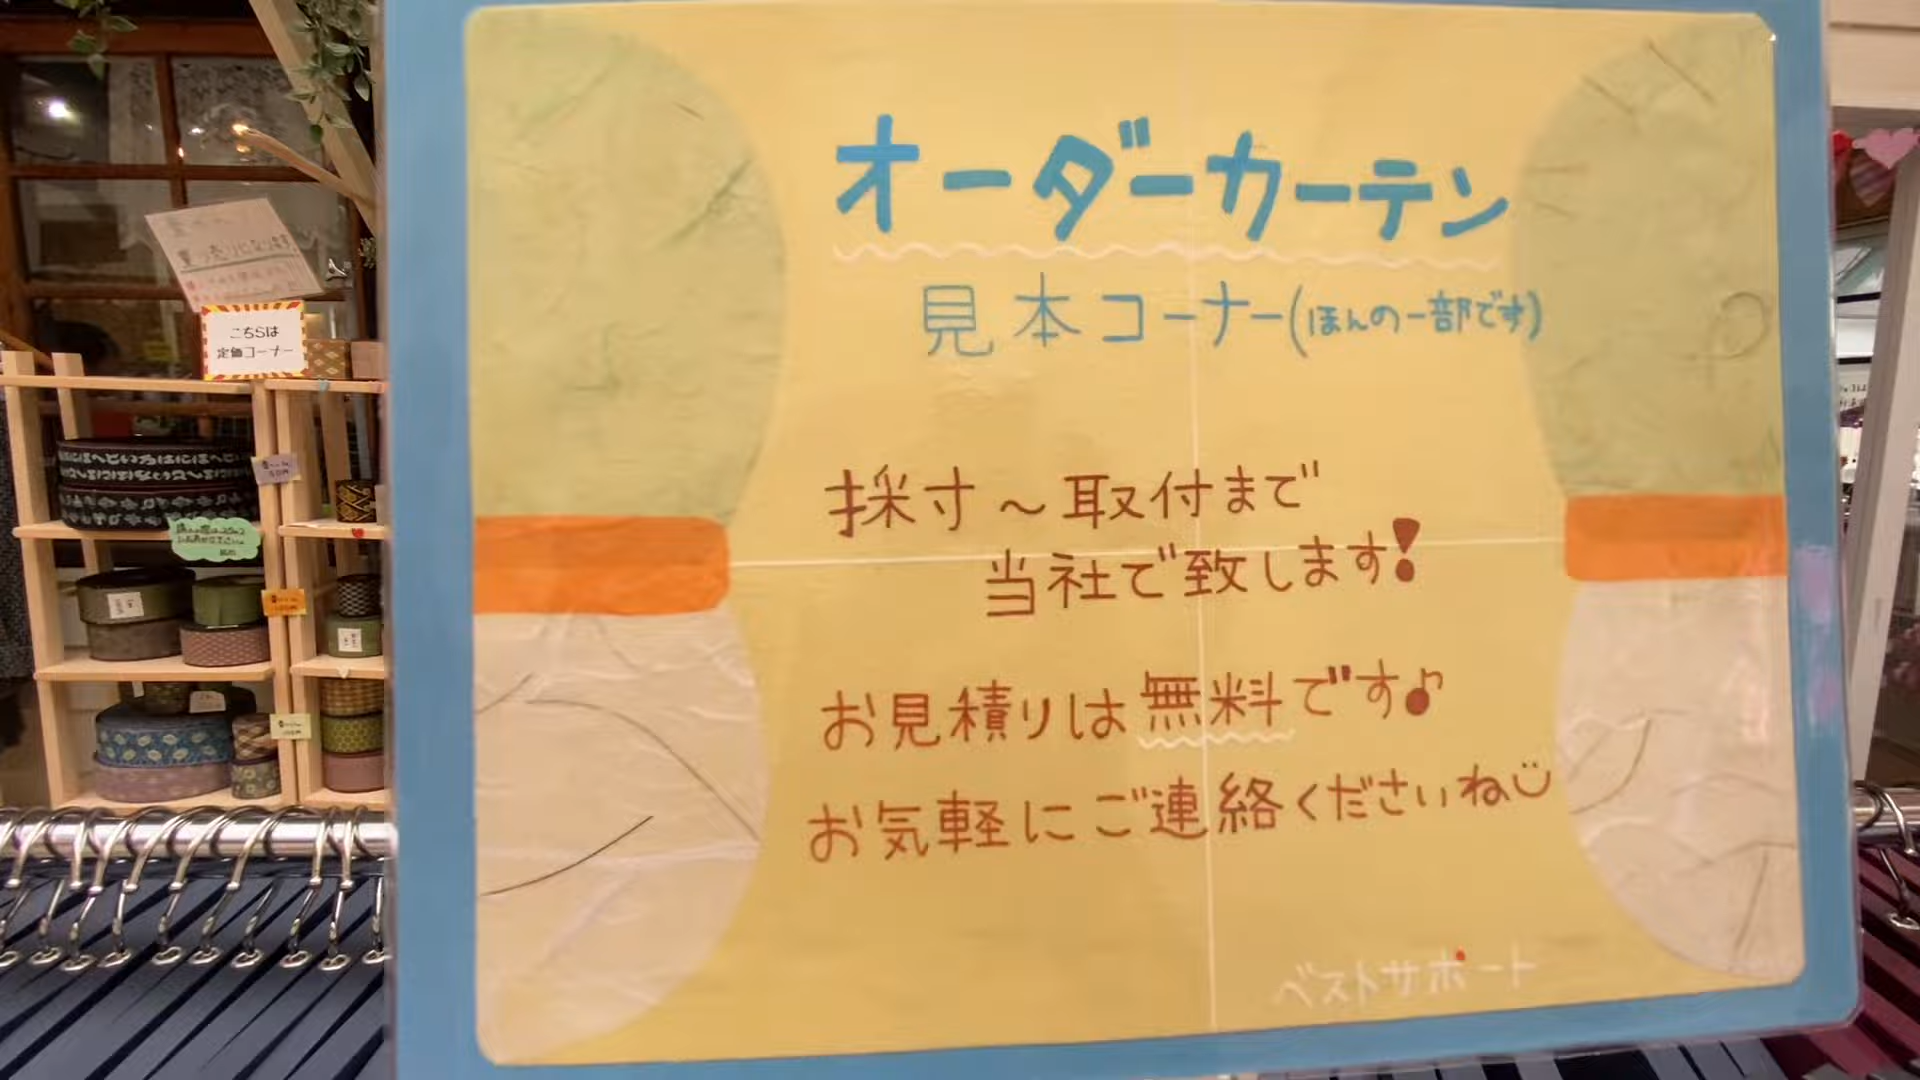 オーダーカーテン
見本コーナー(ほんの一部です)
採寸～取付まで
当社で致します!
お見積りは無料です♪
お気軽にご連絡くださいね
ベストサポート
こちらは
定価コーナー